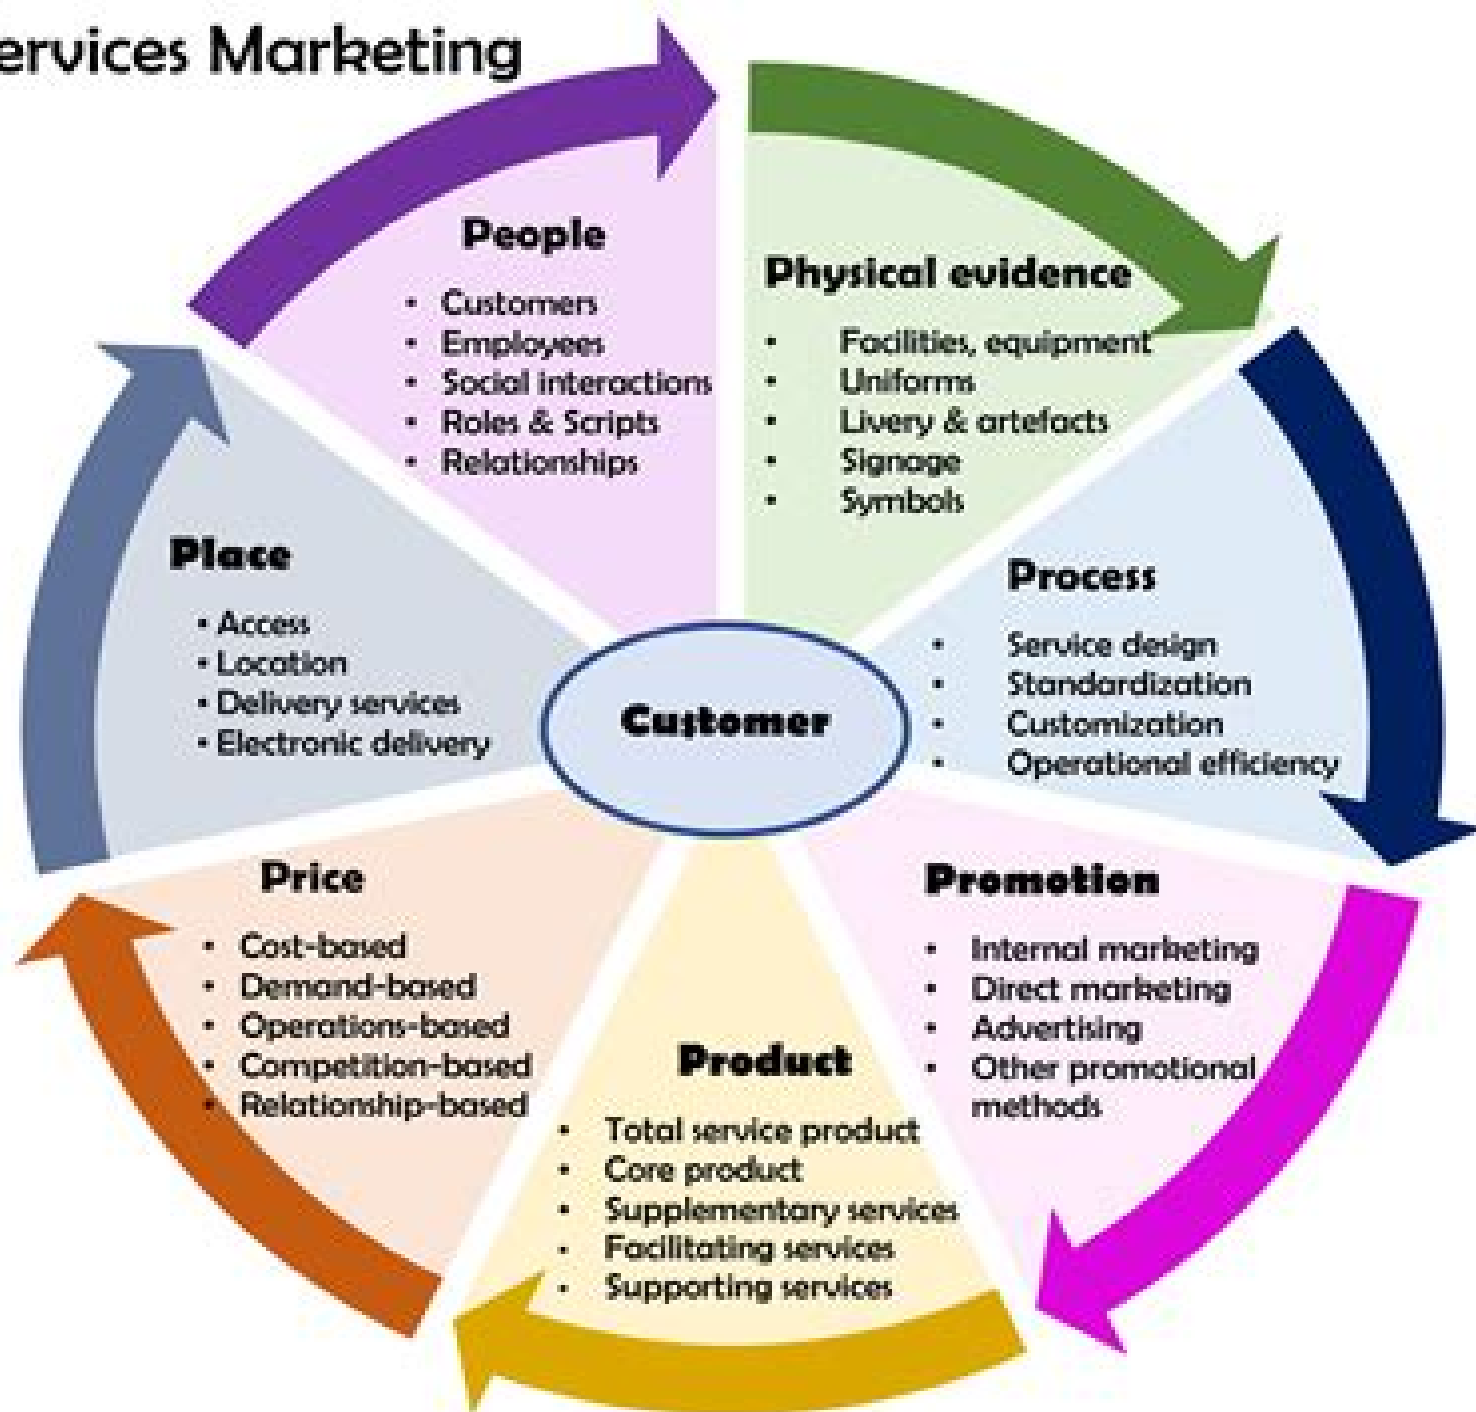 ervices Marketing
People
• Customers
• Employees
• Social interactions
• Roles & Scripts
• Relationships
Physical evidence
• Facilities, equipment
• Uniforms
• Livery & artefacts
• Signage
• Symbols
Process
• Service design
• Standardization
• Customization
• Operational efficiency
Promotion
• Internal marketing
• Direct marketing
• Advertising
• Other promotional
methods
Product
• Total service product
• Core product
• Supplementary services
• Facilitating services
• Supporting services
Price
• Cost-based
• Demand-based
• Operations-based
• Competition-based
• Relationship-based
Place
• Access
• Location
• Delivery services
• Electronic delivery
Customer